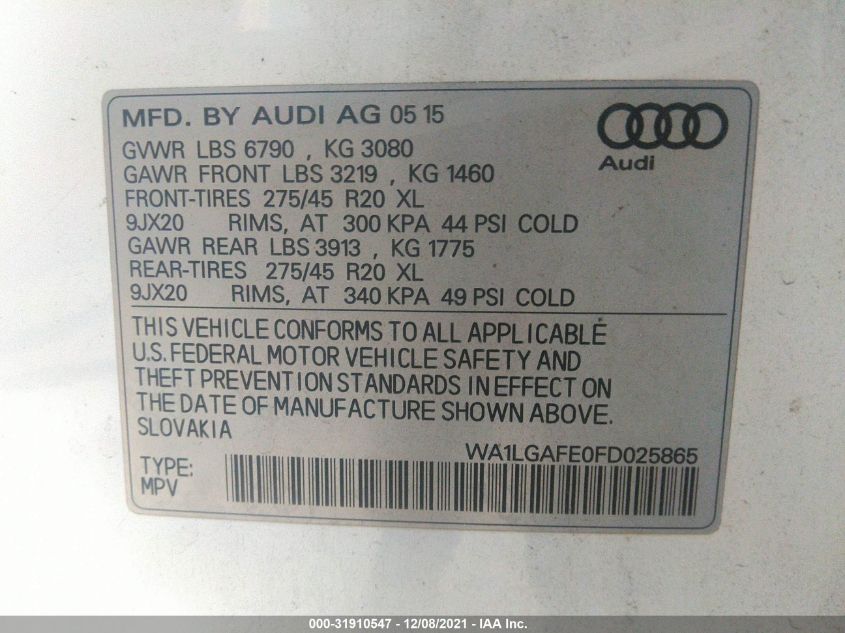 MFD. BY AUDI AG 05 15
Audi
GVWR LBS 6790 , KG 3080
GAWR FRONT LBS 3219 , KG 1460
FRONT-TIRES 275/45 R20 XL
9JX20 RIMS, AT 300 KPA 44 PSI COLD
GAWR REAR LBS 3913 , KG 1775
REAR-TIRES 275/45 R20 XL
9JX20 RIMS, AT 340 KPA 49 PSI COLD
THIS VEHICLE CONFORMS TO ALL APPLICABLE
U.S. FEDERAL MOTOR VEHICLE SAFETY AND
THEFT PREVENTION STANDARDS IN EFFECT ON
THE DATE OF MANUFACTURE SHOWN ABOVE.
SLOVAKIA
WA1LGAFE0FD025865
TYPE:
MPV
000-31910547 - 12/08/2021 - IAA Inc.